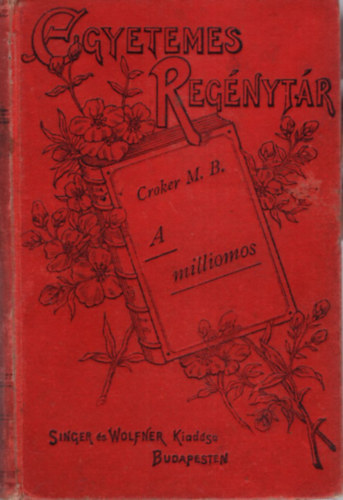 EGYETEMES
REGÉNYTÁR
Croker M. B.
A
milliomos
SINGER és WOLFNER Kiadása
BUDAPESTEN